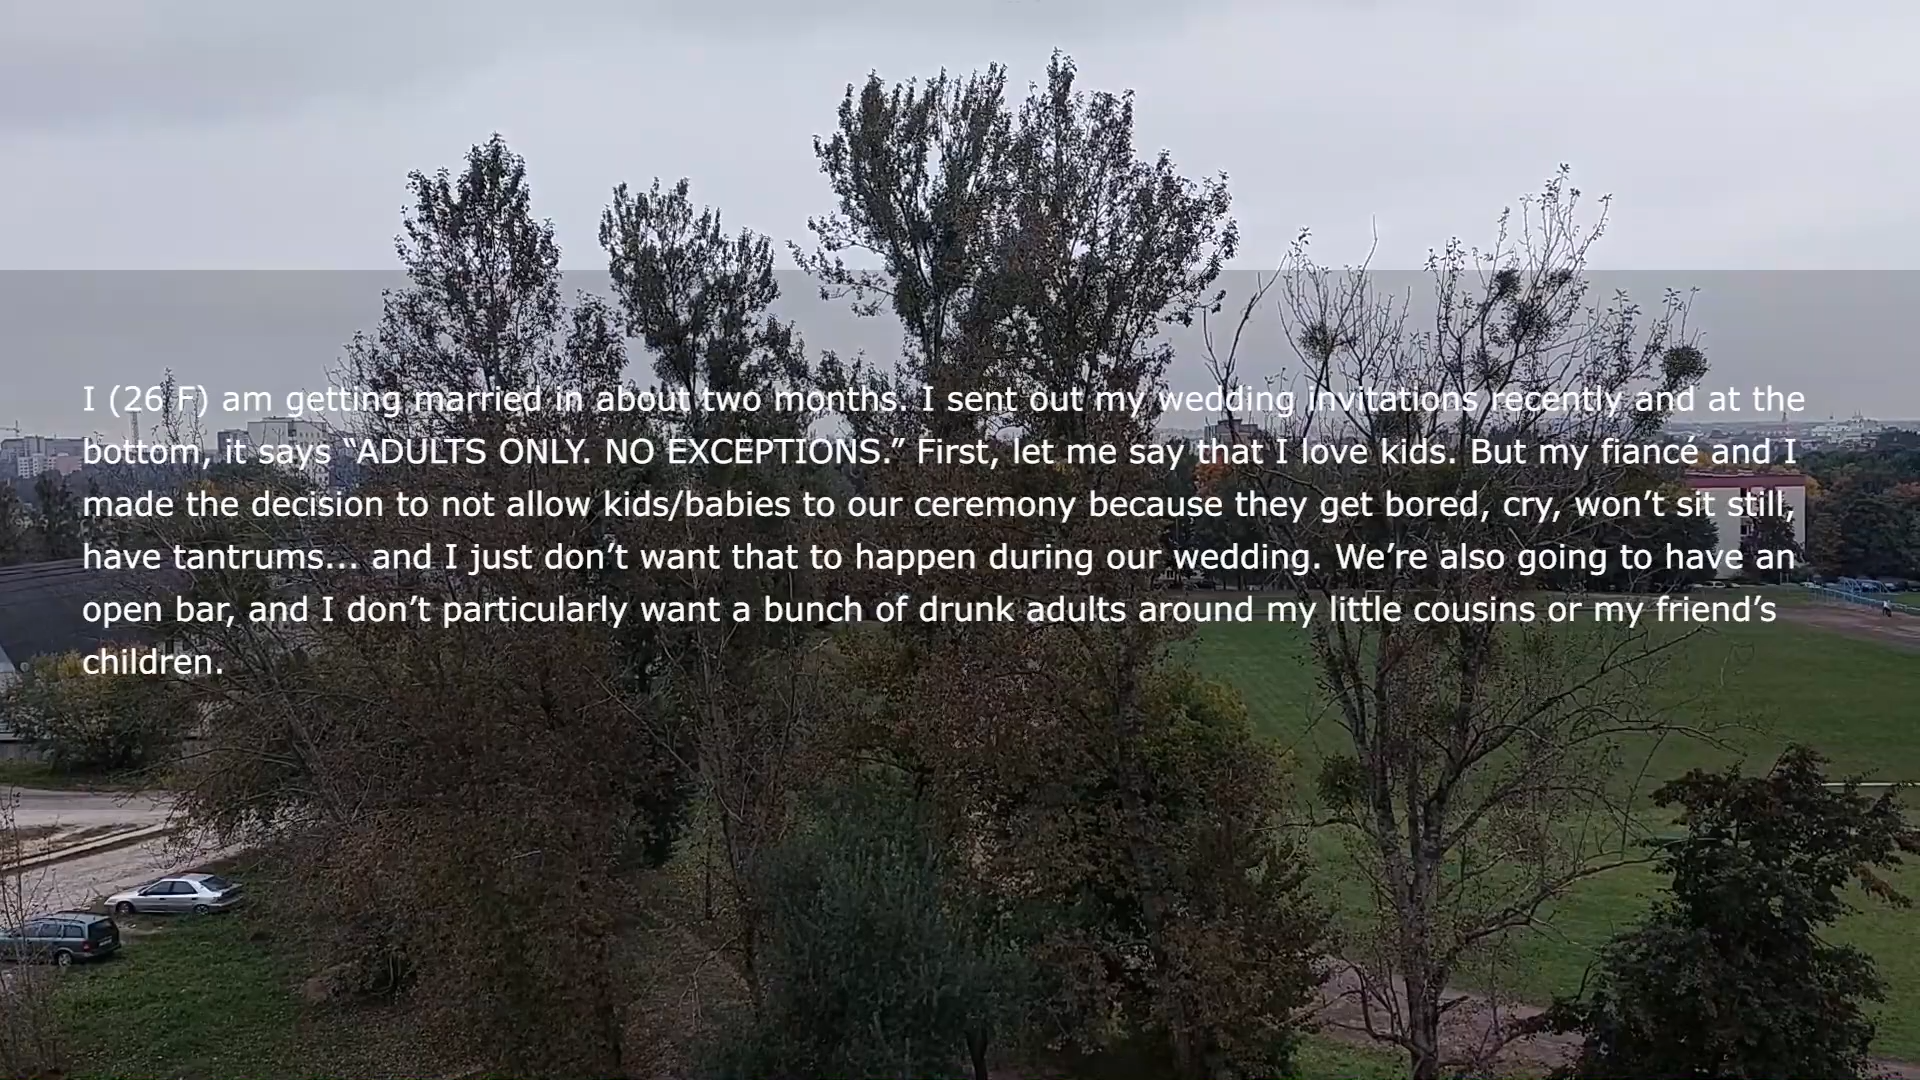 I (26 F) am getting married in about two months. I sent out my wedding invitations recently and at the
bottom, it says “ADULTS ONLY. NO EXCEPTIONS.” First, let me say that I love kids. But my fiancé and I
made the decision to not allow kids/babies to our ceremony because they get bored, cry, won’t sit still,
have tantrums... and I just don’t want that to happen during our wedding. We’re also going to have an
open bar, and I don’t particularly want a bunch of drunk adults around my little cousins or my friend’s
children.